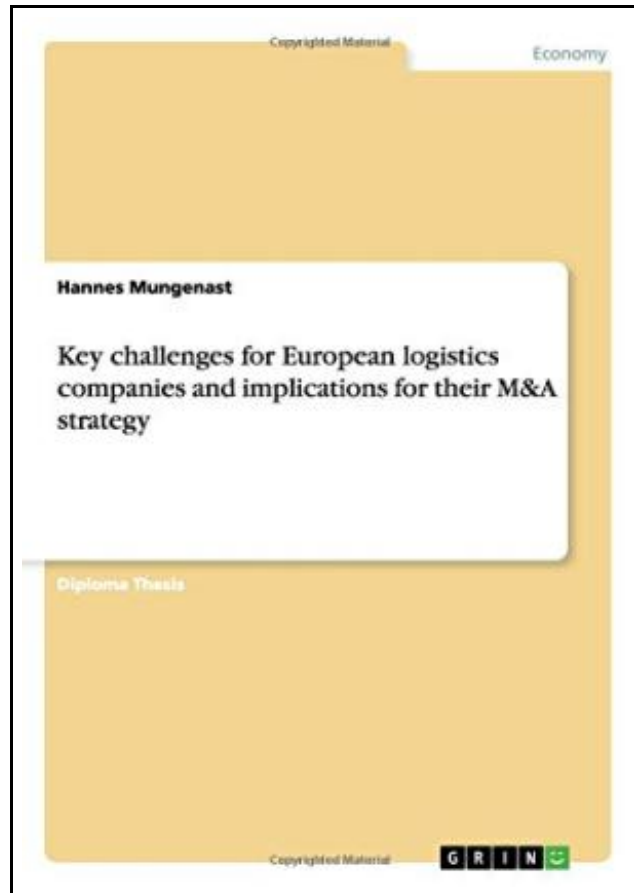 Copyrighted Material
Economy
Hannes Mungenast
Key challenges for European logistics
companies and implications for their M&A
strategy
Diploma Thesis
Copyrighted Material
GRIN